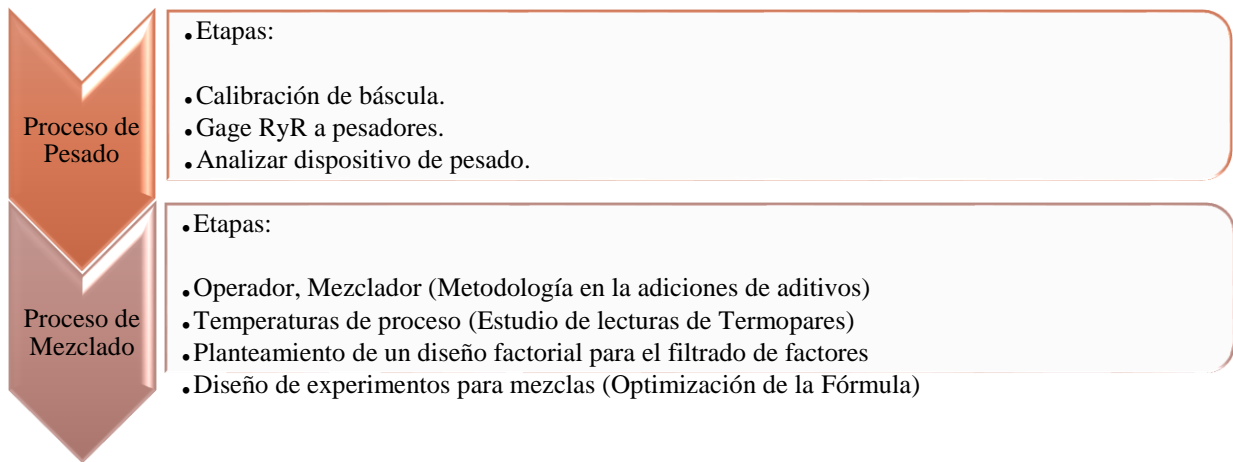 Proceso de
Pesado
•Etapas:
•Calibración de báscula.
•Gage RyR a pesadores.
•Analizar dispositivo de pesado.
Proceso de
Mezclado
•Etapas:
•Operador, Mezclador (Metodología en la adiciones de aditivos)
•Temperaturas de proceso (Estudio de lecturas de Termopares)
•Planteamiento de un diseño factorial para el filtrado de factores
•Diseño de experimentos para mezclas (Optimización de la Fórmula)